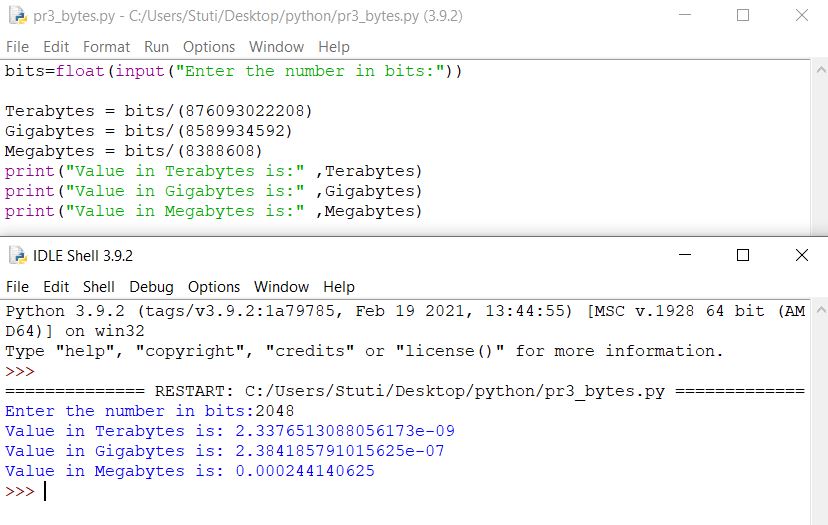 pr3_bytes.py - C:/Users/Stuti/Desktop/python/pr3_bytes.py (3.9.2)
File Edit Format Run Options Window Help
bits=float(input("Enter the number in bits:"))
Terabytes = bits/(876093022208)
Gigabytes = bits/(8589934592)
Megabytes = bits/(8388608)
print("Value in Terabytes is:" ,Terabytes)
print("Value in Gigabytes is:" ,Gigabytes)
print("Value in Megabytes is:" ,Megabytes)
IDLE Shell 3.9.2
File Edit Shell Debug Options Window Help
Python 3.9.2 (tags/v3.9.2:1a79785, Feb 19 2021, 13:44:55) [MSC v.1928 64 bit (AM
D64)] on win32
Type "help", "copyright", "credits" or "license()" for more information.
>>>
============== RESTART: C:/Users/Stuti/Desktop/python/pr3_bytes.py =============
Enter the number in bits:2048
Value in Terabytes is: 2.3376513088056173e-09
Value in Gigabytes is: 2.384185791015625e-07
Value in Megabytes is: 0.000244140625
>>>